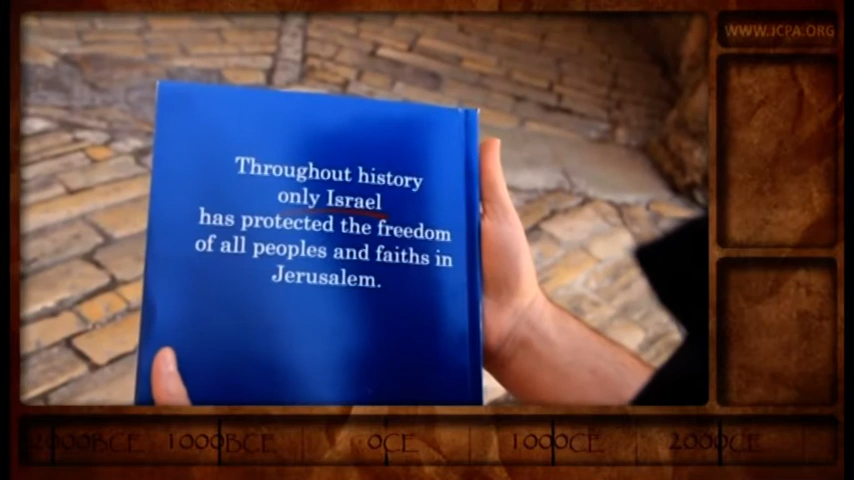 WWW.JCPA.ORG
Throughout history
only Israel
has protected the freedom
of all peoples and faiths in
Jerusalem.
2000BCE 1000BCE 0CE 1000CE 2000CE